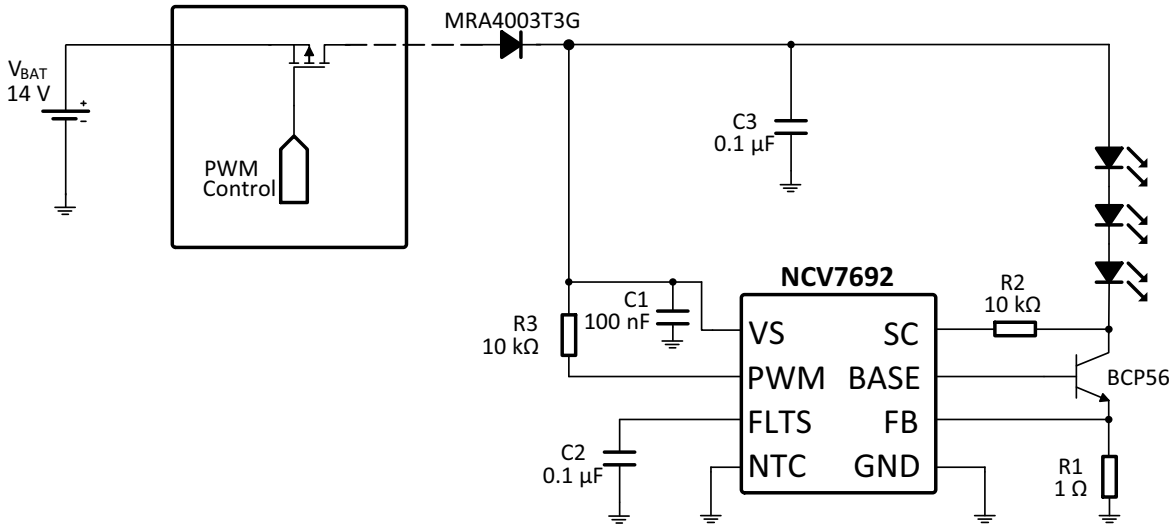 MRA4003T3G
VBAT
14 V
+
-
PWM
Control
C3
0.1 µF
NCV7692
R2
10 kΩ
C1
100 nF
R3
10 kΩ
VS
SC
PWM
BASE
BCP56
FLTS
FB
C2
0.1 µF
NTC
GND
R1
1 Ω